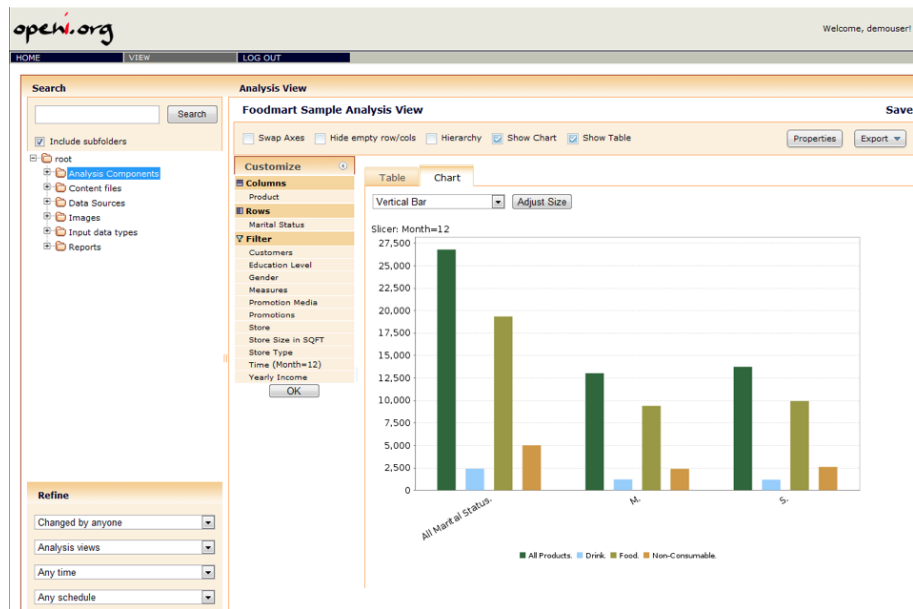 openi.org
Welcome, demouser!
HOME VIEW LOG OUT
Search
Search
Include subfolders
root
Analysis Components
Content files
Data Sources
Images
Input data types
Reports
Refine
Changed by anyone
Analysis views
Any time
Any schedule
Analysis View
Foodmart Sample Analysis View
Save
Swap Axes Hide empty row/cols Hierarchy Show Chart Show Table
Properties Export
Customize
Columns
Product
Rows
Marital Status
Filter
Customers
Education Level
Gender
Measures
Promotion Media
Promotions
Store
Store Size in SQFT
Store Type
Time (Month=12)
Yearly Income
OK
Table Chart
Vertical Bar Adjust Size
Slicer: Month=12
27,500
25,000
22,500
20,000
17,500
15,000
12,500
10,000
7,500
5,000
2,500
0
All Marital Status. M. S.
All Products. Drink. Food. Non-Consumable.